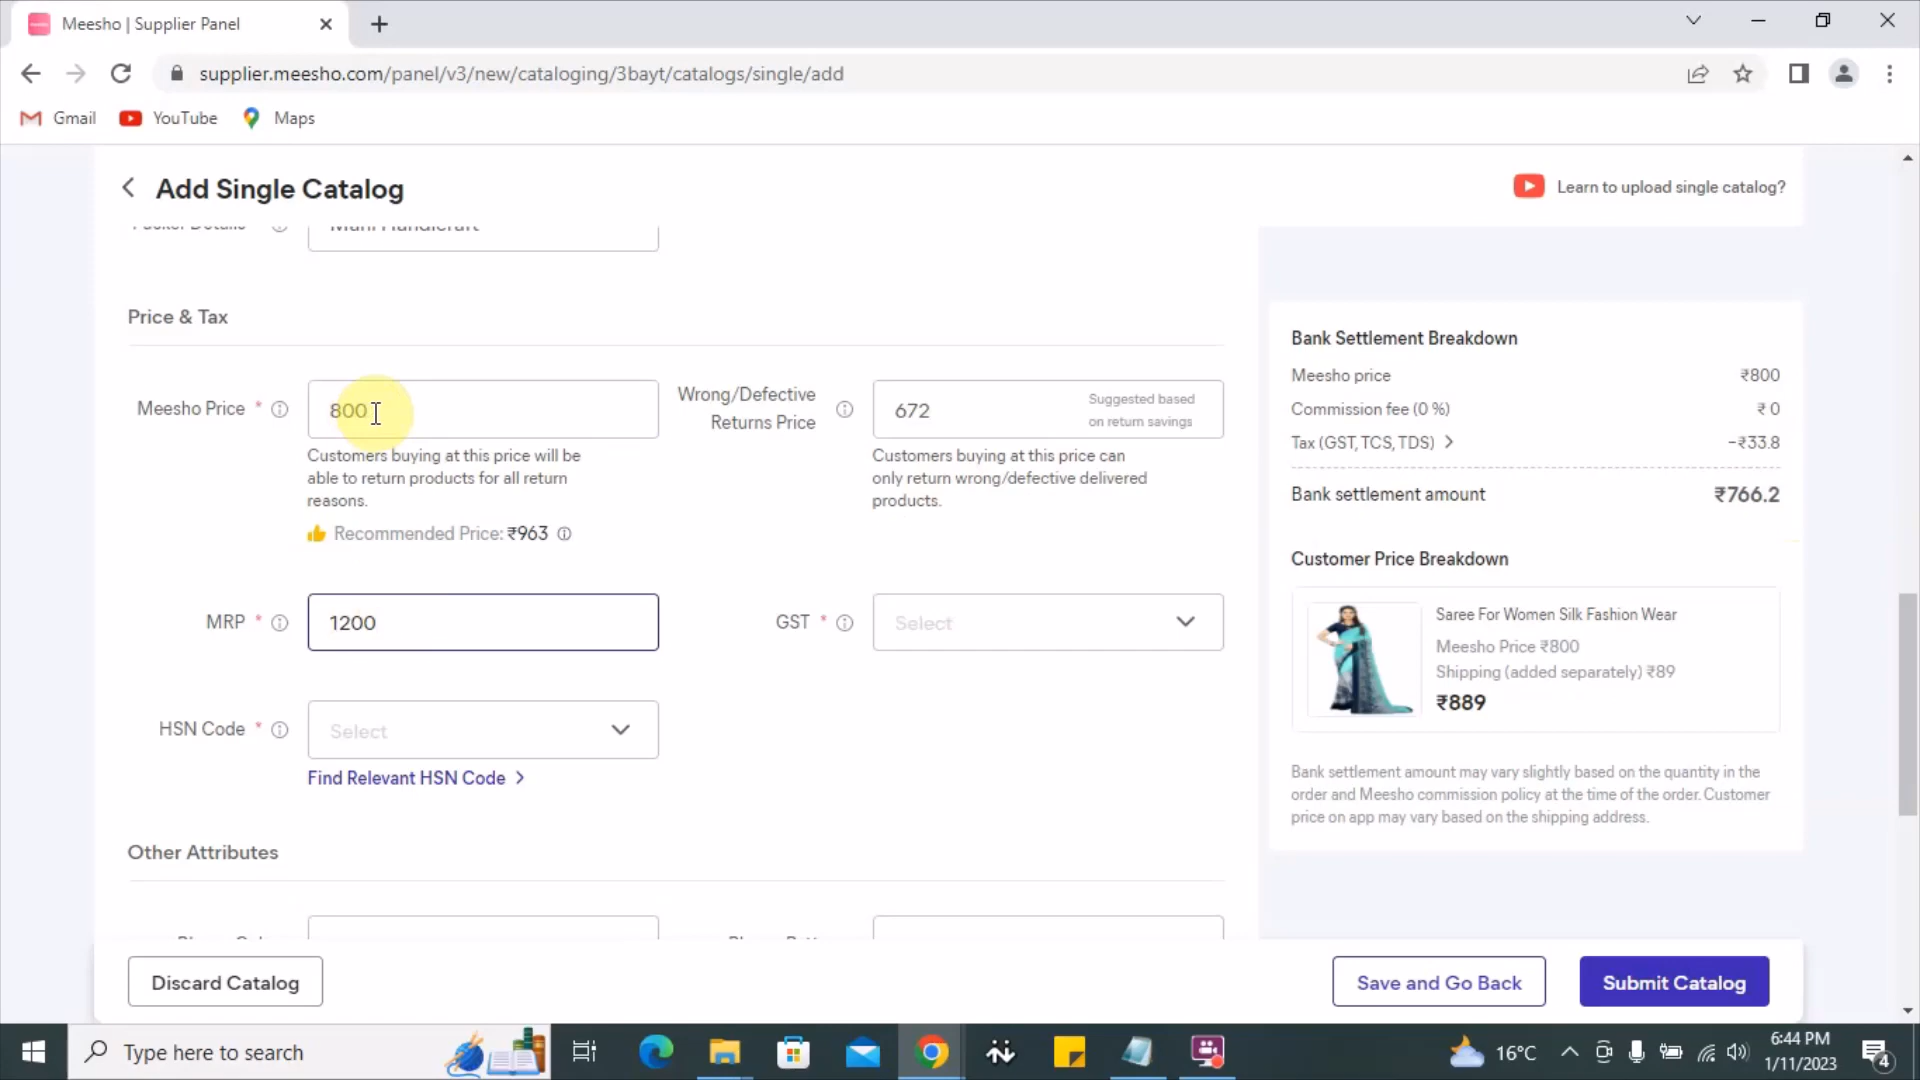 Meesho | Supplier Panel
supplier.meesho.com/panel/v3/new/cataloging/3bayt/catalogs/single/add
Gmail YouTube Maps
Add Single Catalog
Learn to upload single catalog?
Packer Details Mani Handicraft
Price & Tax
Meesho Price * 800
Customers buying at this price will be
able to return products for all return
reasons.
Recommended Price: ₹963
Wrong/Defective
Returns Price
672
Suggested based
on return savings
Customers buying at this price can
only return wrong/defective delivered
products.
MRP * 1200
GST * Select
HSN Code * Select
Find Relevant HSN Code >
Other Attributes
Bank Settlement Breakdown
Meesho price ₹800
Commission fee (0 %) ₹ 0
Tax (GST, TCS, TDS) > -₹33.8
Bank settlement amount ₹766.2
Customer Price Breakdown
Saree For Women Silk Fashion Wear
Meesho Price ₹800
Shipping (added separately) ₹89
₹889
Bank settlement amount may vary slightly based on the quantity in the
order and Meesho commission policy at the time of the order. Customer
price on app may vary based on the shipping address.
Discard Catalog
Save and Go Back
Submit Catalog
Type here to search
16°C
6:44 PM
1/11/2023
4